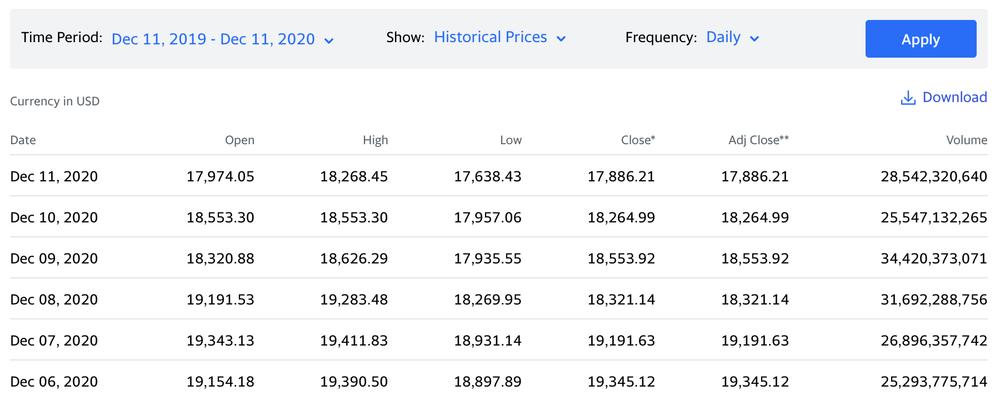 Time Period: Dec 11, 2019 - Dec 11, 2020 Show: Historical Prices Frequency: Daily Apply
Currency in USD Download
Date Open High Low Close* Adj Close** Volume
Dec 11, 2020 17,974.05 18,268.45 17,638.43 17,886.21 17,886.21 28,542,320,640
Dec 10, 2020 18,553.30 18,553.30 17,957.06 18,264.99 18,264.99 25,547,132,265
Dec 09, 2020 18,320.88 18,626.29 17,935.55 18,553.92 18,553.92 34,420,373,071
Dec 08, 2020 19,191.53 19,283.48 18,269.95 18,321.14 18,321.14 31,692,288,756
Dec 07, 2020 19,343.13 19,411.83 18,931.14 19,191.63 19,191.63 26,896,357,742
Dec 06, 2020 19,154.18 19,390.50 18,897.89 19,345.12 19,345.12 25,293,775,714